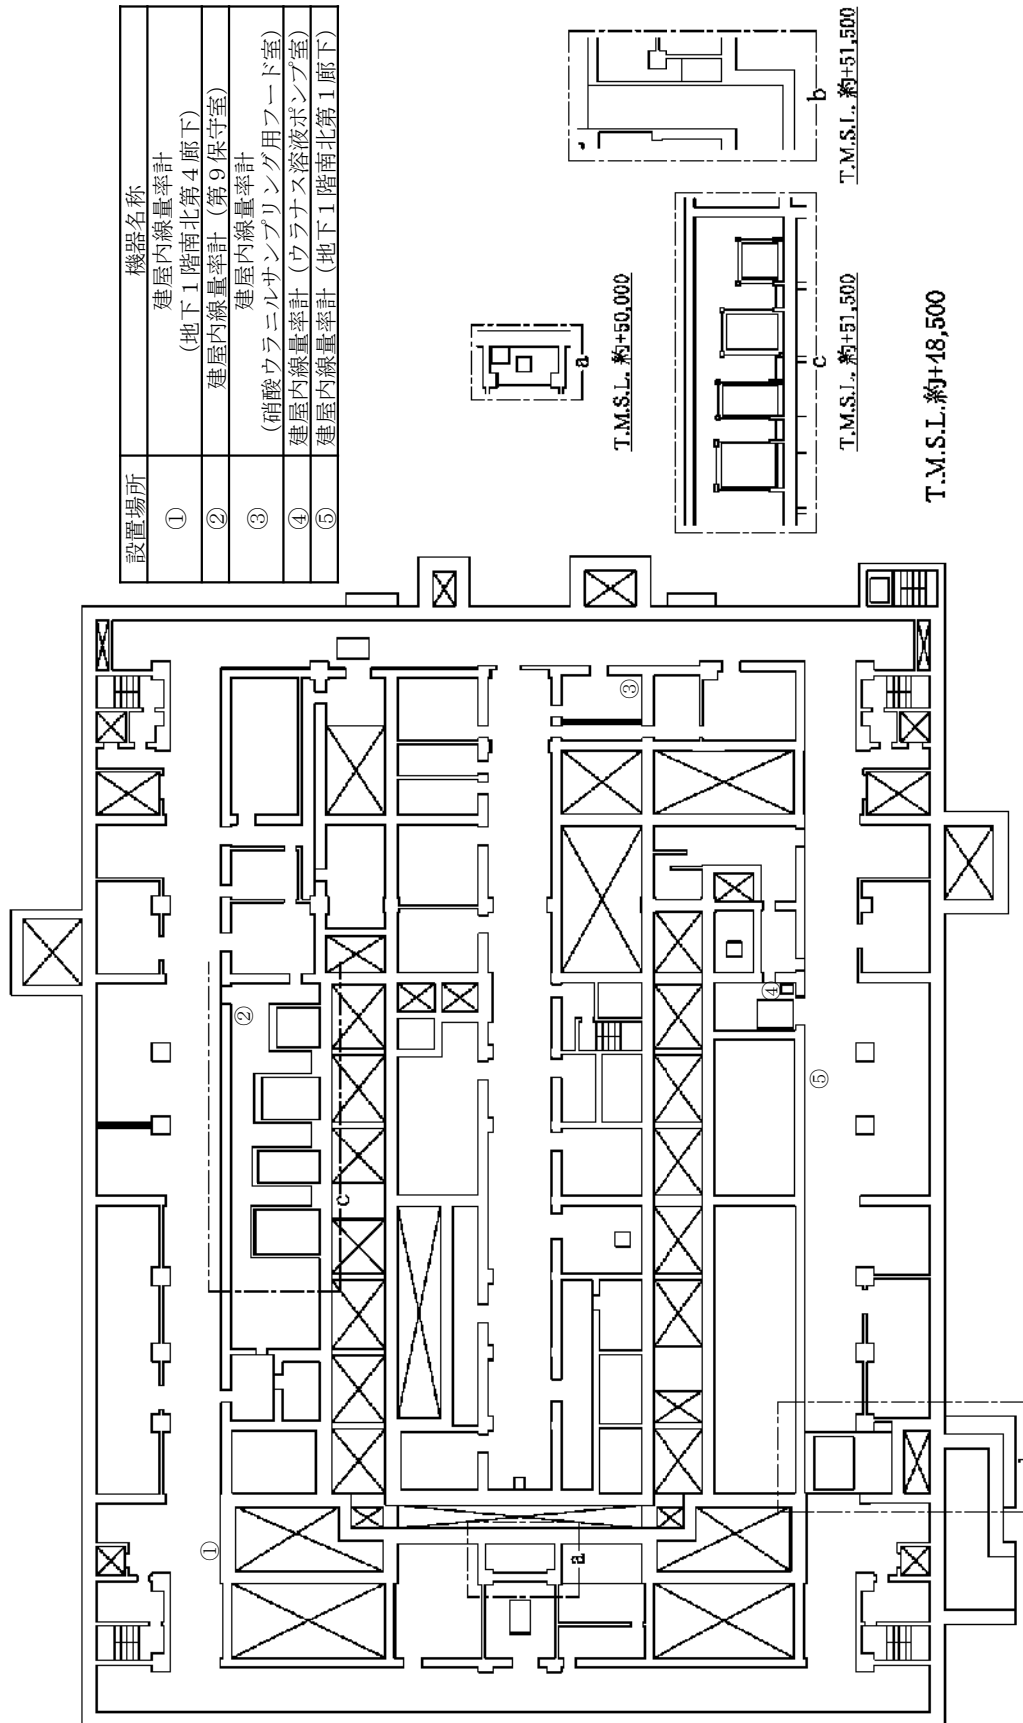 設置場所 機器名称
① 建屋内線量率計
(地下1階南北第4廊下)
② 建屋内線量率計(第9保守室)
③ 建屋内線量率計
(硝酸ウラニルサンプリング用フード室)
④ 建屋内線量率計(ウラナス溶液ポンプ室)
⑤ 建屋内線量率計(地下1階南北第1廊下)
a
T.M.S.L. 約+50,000
b
T.M.S.L. 約+51,500
c
T.M.S.L. 約+51,500
T.M.S.L.約+48,500
①
②
③
④
⑤
a
c